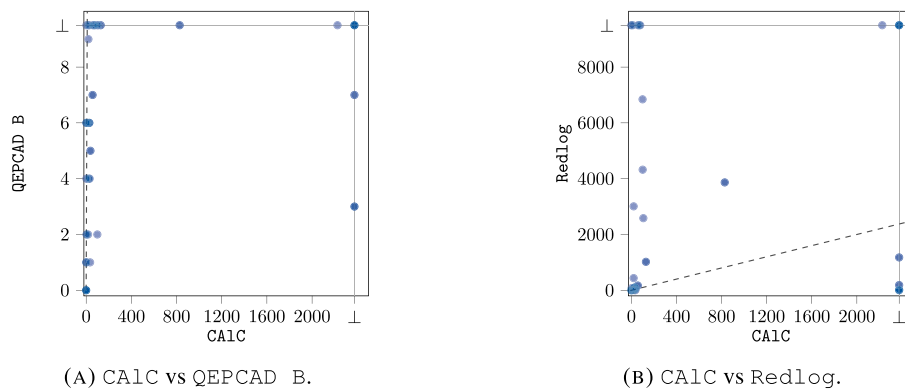 ⊥
8
6
4
2
0
QEPCAD B
0 400 800 1200 1600 2000 ⊥
CAlC
(A) CAlC vs QEPCAD B.
⊥
8000
6000
4000
2000
0
Redlog
0 400 800 1200 1600 2000 ⊥
CAlC
(B) CAlC vs Redlog.